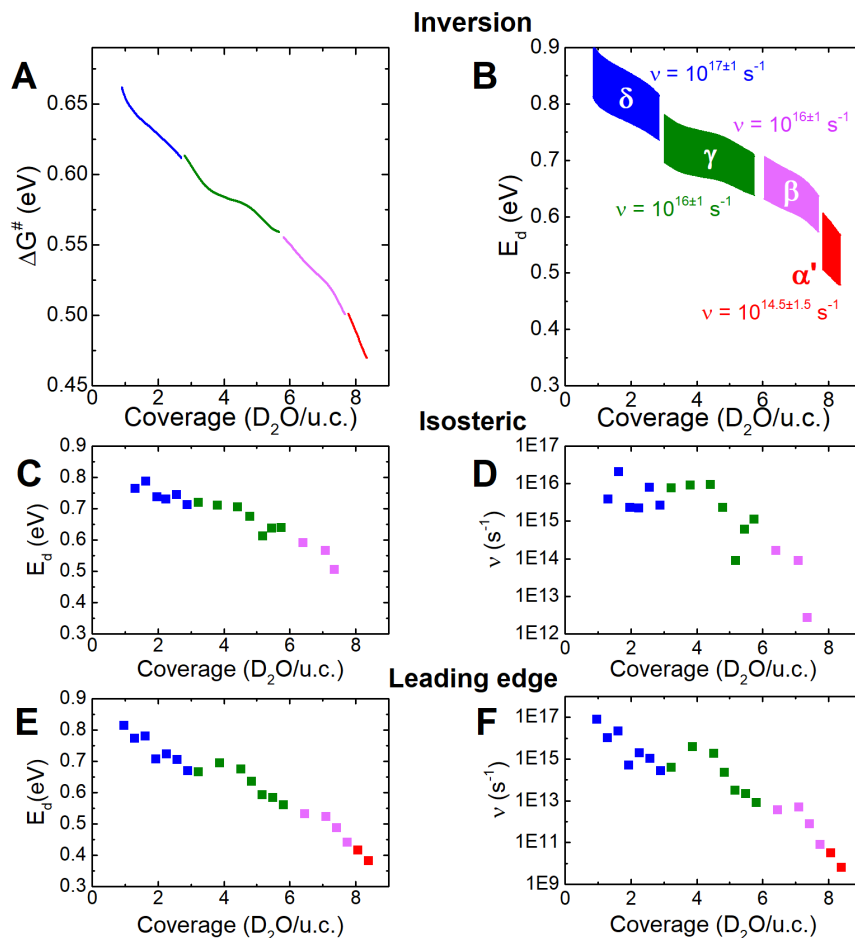 Inversion
A
ΔG# (eV)
0.65
0.60
0.55
0.50
0.45
0 2 4 6 8
Coverage (D2O/u.c.)
B
Ed (eV)
0.9
0.8
0.7
0.6
0.5
0.4
0.3
ν = 10^17±1 s^-1
δ
ν = 10^16±1 s^-1
γ
β
ν = 10^16±1 s^-1
α'
ν = 10^14.5±1.5 s^-1
0 2 4 6 8
Coverage (D2O/u.c.)
Isosteric
C
Ed (eV)
0.9
0.8
0.7
0.6
0.5
0.4
0.3
0 2 4 6 8
Coverage (D2O/u.c.)
D
ν (s^-1)
1E17
1E16
1E15
1E14
1E13
1E12
0 2 4 6 8
Coverage (D2O/u.c.)
Leading edge
E
Ed(eV)
0.9
0.8
0.7
0.6
0.5
0.4
0.3
0 2 4 6 8
Coverage (D2O/u.c.)
F
ν (s^-1)
1E17
1E15
1E13
1E11
1E9
0 2 4 6 8
Coverage (D2O/u.c.)